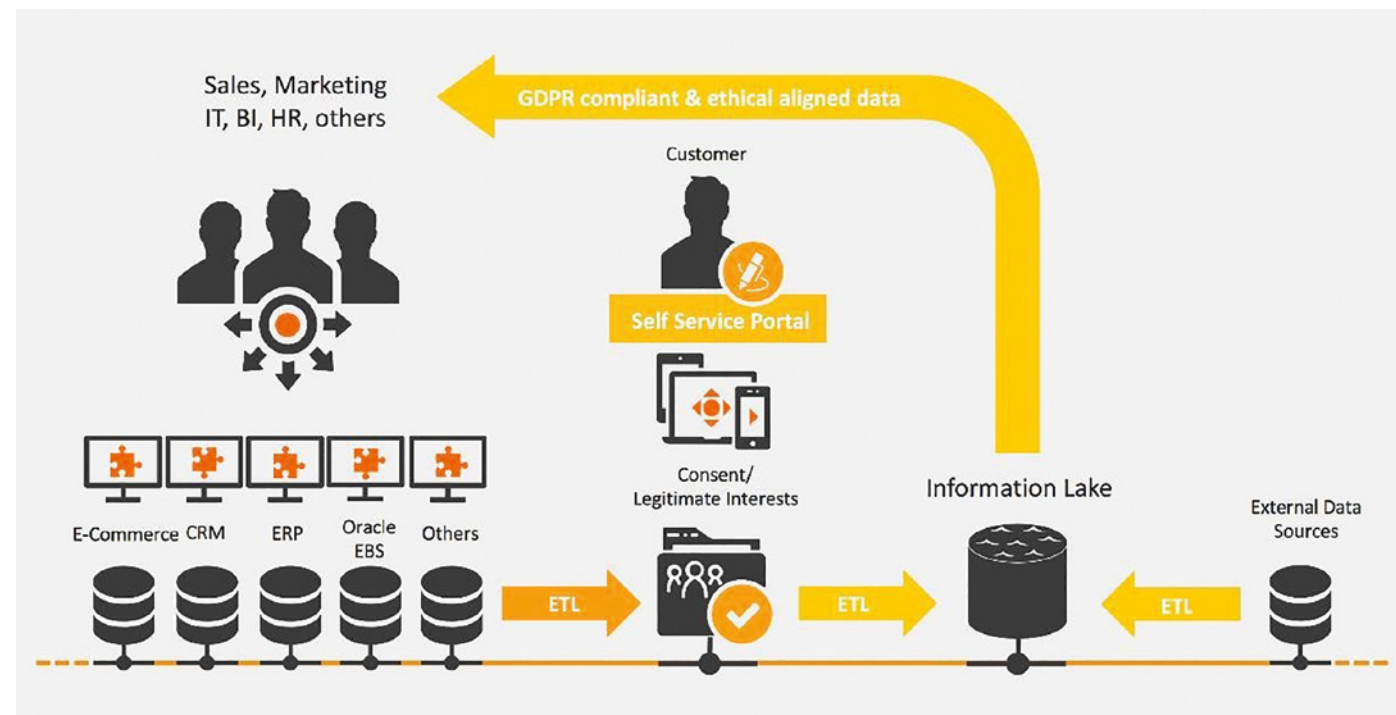 Sales, Marketing
IT, BI, HR, others
GDPR compliant & ethical aligned data
Customer
Self Service Portal
Consent/
Legitimate Interests
Information Lake
External Data
Sources
E-Commerce
CRM
ERP
Oracle
EBS
Others
ETL
ETL
ETL